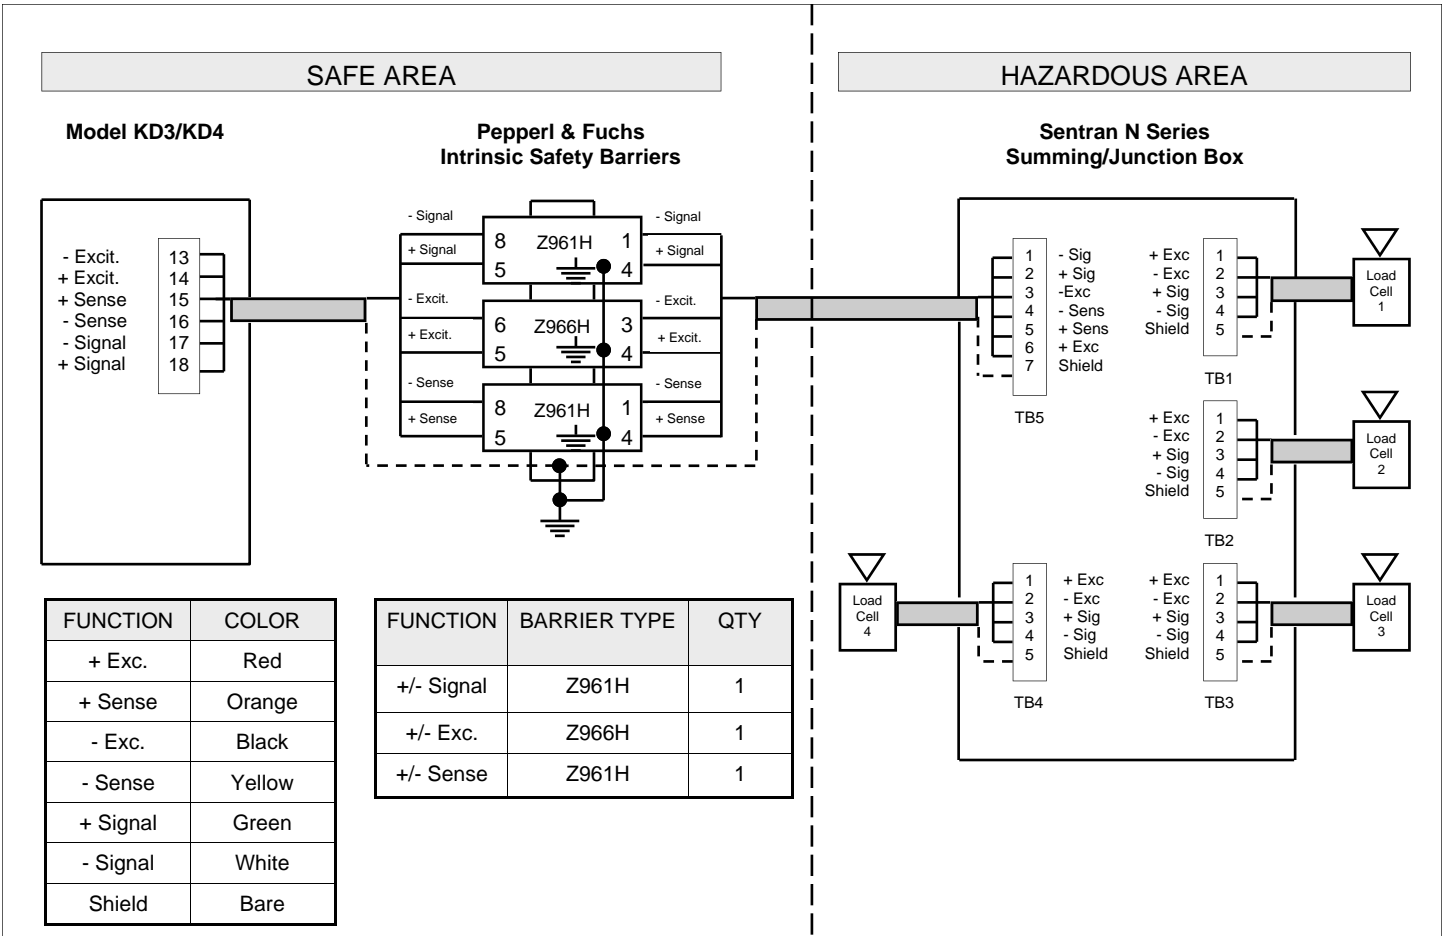 SAFE AREA
HAZARDOUS AREA
Model KD3/KD4
Pepperl & Fuchs
Intrinsic Safety Barriers
Sentran N Series
Summing/Junction Box
- Excit. 13
+ Excit. 14
+ Sense 15
- Sense 16
- Signal 17
+ Signal 18
- Signal
+ Signal
- Excit.
+ Excit.
- Sense
+ Sense
8 Z961H 1
5 4
6 Z966H 3
5 4
8 Z961H 1
5 4
- Signal
+ Signal
- Excit.
+ Excit.
- Sense
+ Sense
1 - Sig
2 + Sig
3 -Exc
4 - Sens
5 + Sens
6 + Exc
7 Shield
TB5
+ Exc 1
- Exc 2
+ Sig 3
- Sig 4
Shield 5
TB1
Load
Cell
1
+ Exc 1
- Exc 2
+ Sig 3
- Sig 4
Shield 5
TB2
Load
Cell
2
Load
Cell
4
1 + Exc
2 - Exc
3 + Sig
4 - Sig
5 Shield
TB4
+ Exc 1
- Exc 2
+ Sig 3
- Sig 4
Shield 5
TB3
Load
Cell
3
FUNCTION COLOR
+ Exc. Red
+ Sense Orange
- Exc. Black
- Sense Yellow
+ Signal Green
- Signal White
Shield Bare
FUNCTION BARRIER TYPE QTY
+/- Signal Z961H 1
+/- Exc. Z966H 1
+/- Sense Z961H 1